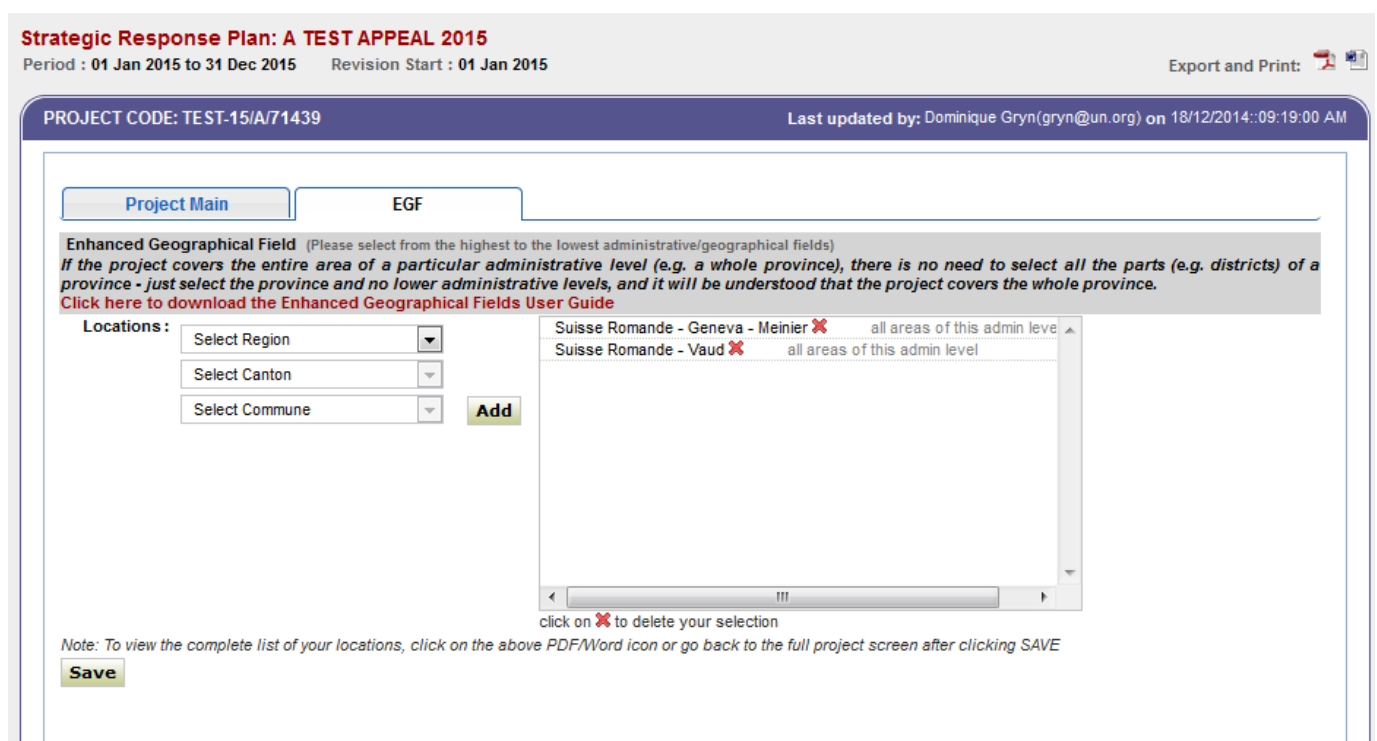 Strategic Response Plan: A TEST APPEAL 2015
Period : 01 Jan 2015 to 31 Dec 2015 Revision Start : 01 Jan 2015
Export and Print:
PROJECT CODE: TEST-15/A/71439 Last updated by: Dominique Gryn(gryn@un.org) on 18/12/2014::09:19:00 AM
Project Main EGF
Enhanced Geographical Field (Please select from the highest to the lowest administrative/geographical fields)
If the project covers the entire area of a particular administrative level (e.g. a whole province), there is no need to select all the parts (e.g. districts) of a
province - just select the province and no lower administrative levels, and it will be understood that the project covers the whole province.
Click here to download the Enhanced Geographical Fields User Guide
Locations: Select Region
Select Canton
Select Commune
Add
Suisse Romande - Geneva - Meinier all areas of this admin leve
Suisse Romande - Vaud all areas of this admin level
click on to delete your selection
Note: To view the complete list of your locations, click on the above PDF/Word icon or go back to the full project screen after clicking SAVE
Save